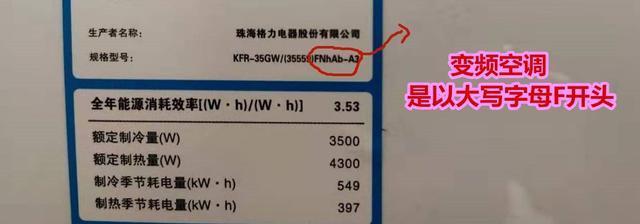 生产者名称: 珠海格力电器股份有限公司
规格型号: KFR-35GW/(35559)FNhAb-A3
变频空调
是以大写字母F开头
全年能源消耗效率[(W·h)/(W·h)] 3.53
额定制冷量(W) 3500
额定制热量(W) 4300
制冷季节耗电量(kW·h) 549
制热季节耗电量(kW·h) 397